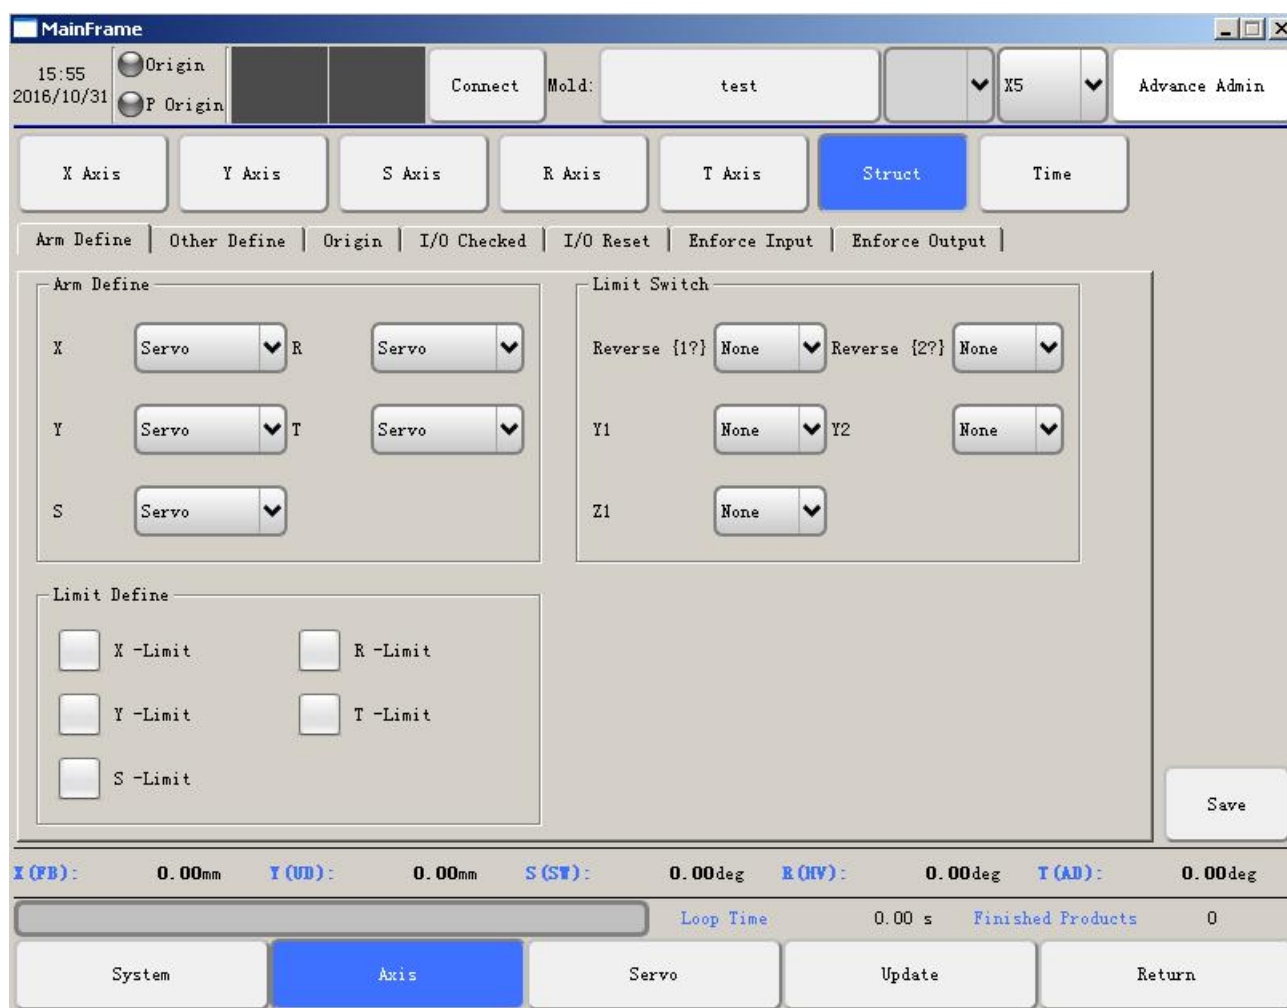 MainFrame
15:55 Origin
2016/10/31 P Origin
Connect Mold: test X5 Advance Admin
X Axis Y Axis S Axis R Axis T Axis Struct Time
Arm Define Other Define Origin I/O Checked I/O Reset Enforce Input Enforce Output
Arm Define Limit Switch
X Servo R Servo Reverse {1?} None Reverse {2?} None
Y Servo T Servo Y1 None Y2 None
S Servo Z1 None
Limit Define
X -Limit R -Limit
Y -Limit T -Limit
S -Limit
Save
X(FB): 0.00mm Y(UD): 0.00mm S(SW): 0.00deg R(HV): 0.00deg T(AD): 0.00deg
Loop Time 0.00 s Finished Products 0
System Axis Servo Update Return